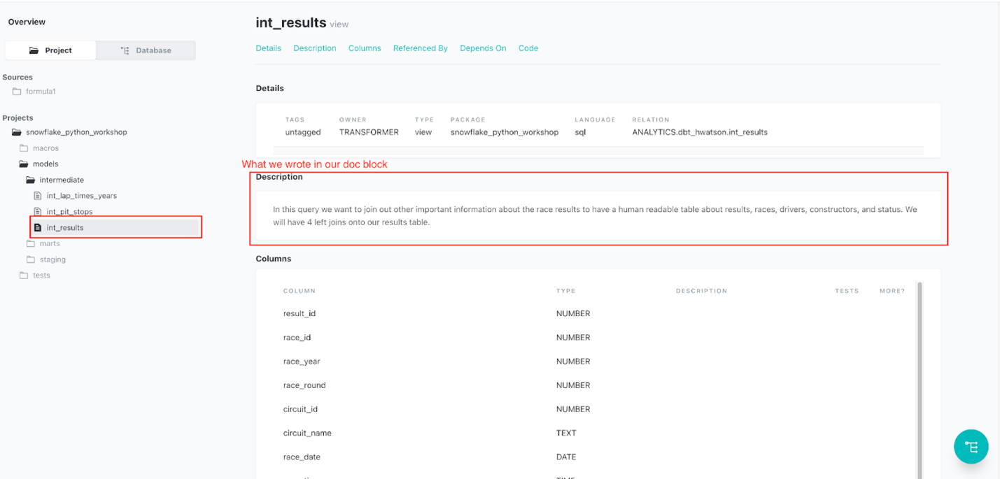 Overview
Project
Database
Sources
formula1
Projects
snowflake_python_workshop
macros
models
intermediate
int_lap_times_years
int_pit_stops
int_results
marts
staging
tests
int_results view
Details Description Columns Referenced By Depends On Code
Details
TAGS OWNER TYPE PACKAGE LANGUAGE RELATION
untagged TRANSFORMER view snowflake_python_workshop sql ANALYTICS.dbt_hwatson.int_results
What we wrote in our doc block
Description
In this query we want to join out other important information about the race results to have a human readable table about results, races, drivers, constructors, and status. We
will have 4 left joins onto our results table.
Columns
COLUMN TYPE DESCRIPTION TESTS MORE?
result_id NUMBER
race_id NUMBER
race_year NUMBER
race_round NUMBER
circuit_id NUMBER
circuit_name TEXT
race_date DATE